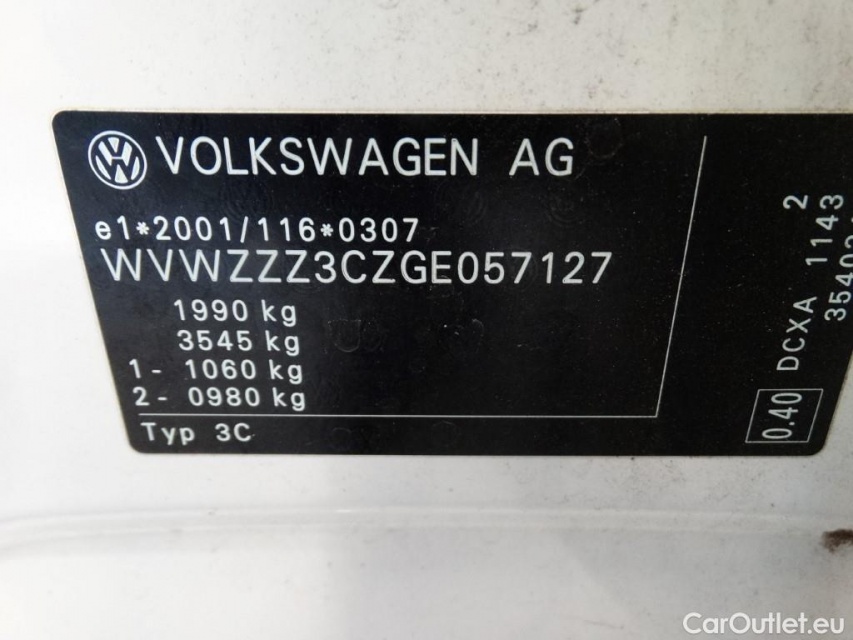 VOLKSWAGEN AG
e1*2001/116*0307
WVWZZZ3CZGE057127
1990 kg
3545 kg
1- 1060 kg
2- 0980 kg
Typ 3C
0.40 DCXA 1143
2
CarOutlet.eu